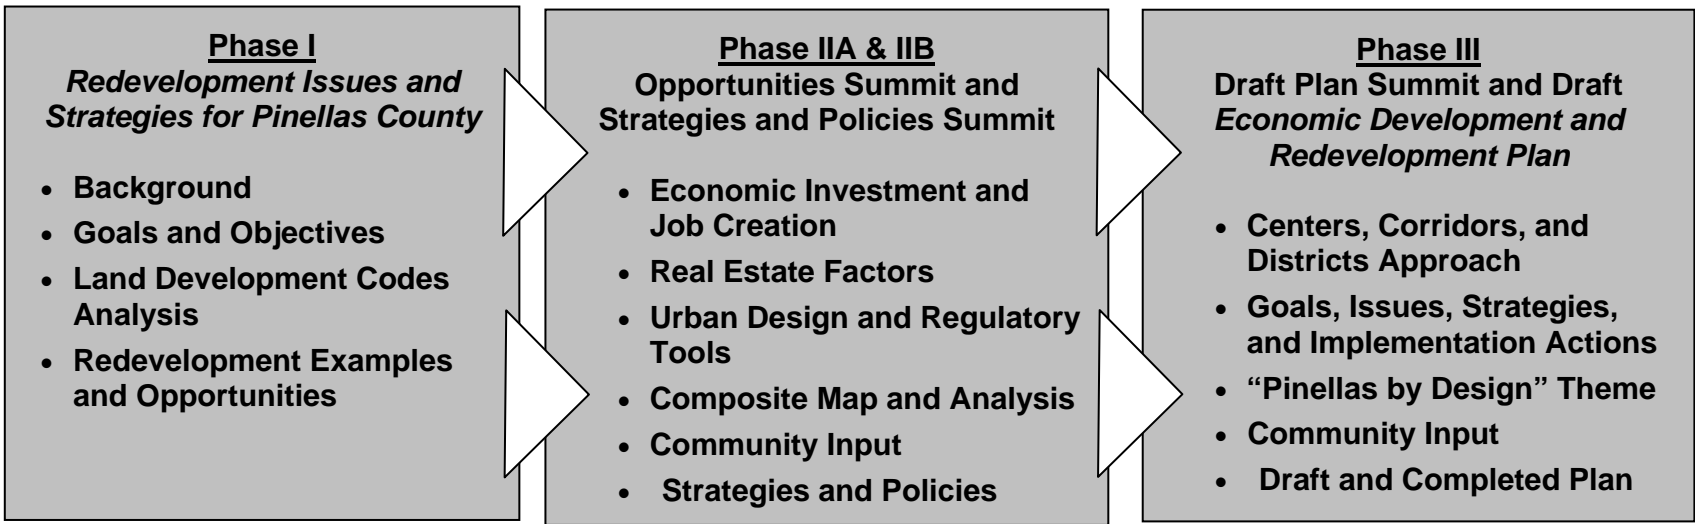 Phase I
Redevelopment Issues and
Strategies for Pinellas County
• Background
• Goals and Objectives
• Land Development Codes
Analysis
• Redevelopment Examples
and Opportunities
Phase IIA & IIB
Opportunities Summit and
Strategies and Policies Summit
• Economic Investment and
Job Creation
• Real Estate Factors
• Urban Design and Regulatory
Tools
• Composite Map and Analysis
• Community Input
• Strategies and Policies
Phase III
Draft Plan Summit and Draft
Economic Development and
Redevelopment Plan
• Centers, Corridors, and
Districts Approach
• Goals, Issues, Strategies,
and Implementation Actions
• “Pinellas by Design” Theme
• Community Input
• Draft and Completed Plan